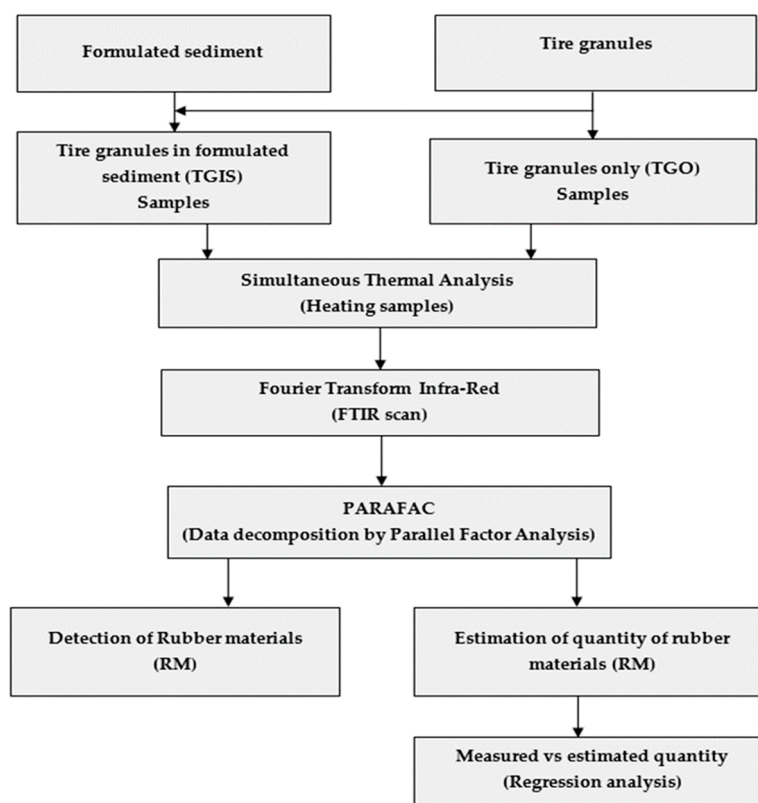 Formulated sediment
Tire granules
Tire granules in formulated
sediment (TGIS)
Samples
Tire granules only (TGO)
Samples
Simultaneous Thermal Analysis
(Heating samples)
Fourier Transform Infra-Red
(FTIR scan)
PARAFAC
(Data decomposition by Parallel Factor Analysis)
Detection of Rubber materials
(RM)
Estimation of quantity of rubber
materials (RM)
Measured vs estimated quantity
(Regression analysis)